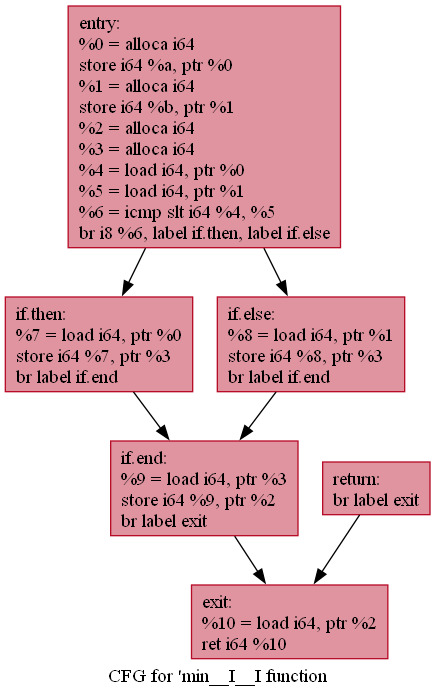 entry:
%0 = alloca i64
store i64 %a, ptr %0
%1 = alloca i64
store i64 %b, ptr %1
%2 = alloca i64
%3 = alloca i64
%4 = load i64, ptr %0
%5 = load i64, ptr %1
%6 = icmp slt i64 %4, %5
br i8 %6, label if.then, label if.else
if.then:
%7 = load i64, ptr %0
store i64 %7, ptr %3
br label if.end
if.else:
%8 = load i64, ptr %1
store i64 %8, ptr %3
br label if.end
if.end:
%9 = load i64, ptr %3
store i64 %9, ptr %2
br label exit
return:
br label exit
exit:
%10 = load i64, ptr %2
ret i64 %10
CFG for 'min__I__I function